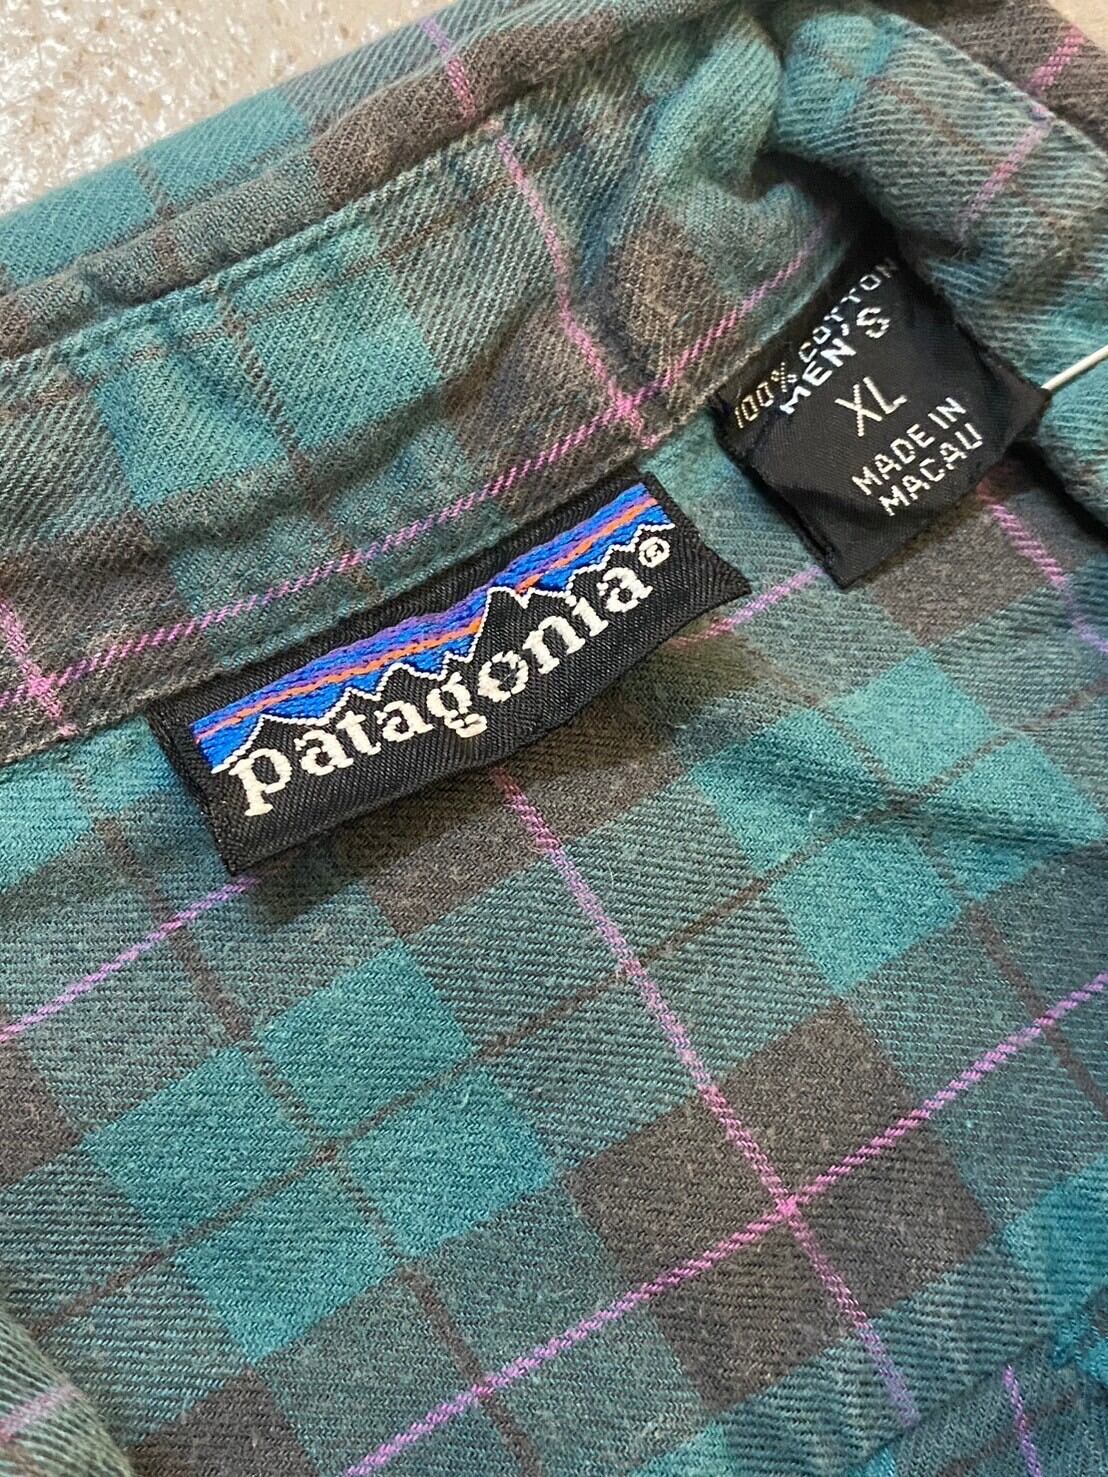 100% COTTON
MEN'S
XL
MADE IN
MACAU
patagonia®